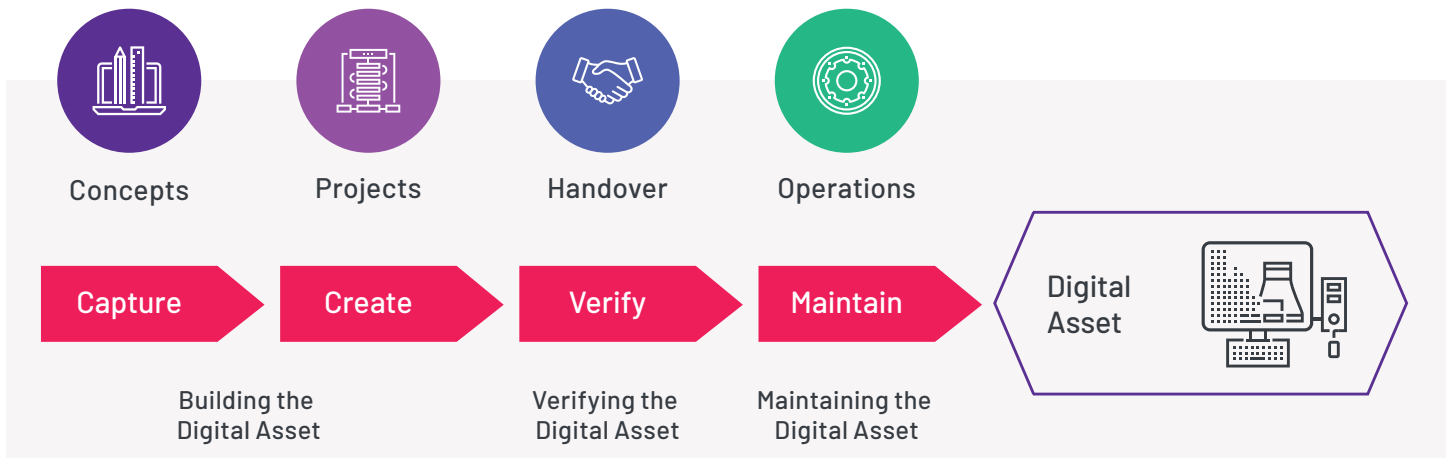 Concepts
Projects
Handover
Operations
Capture
Create
Verify
Maintain
Digital
Asset
Building the
Digital Asset
Verifying the
Digital Asset
Maintaining the
Digital Asset